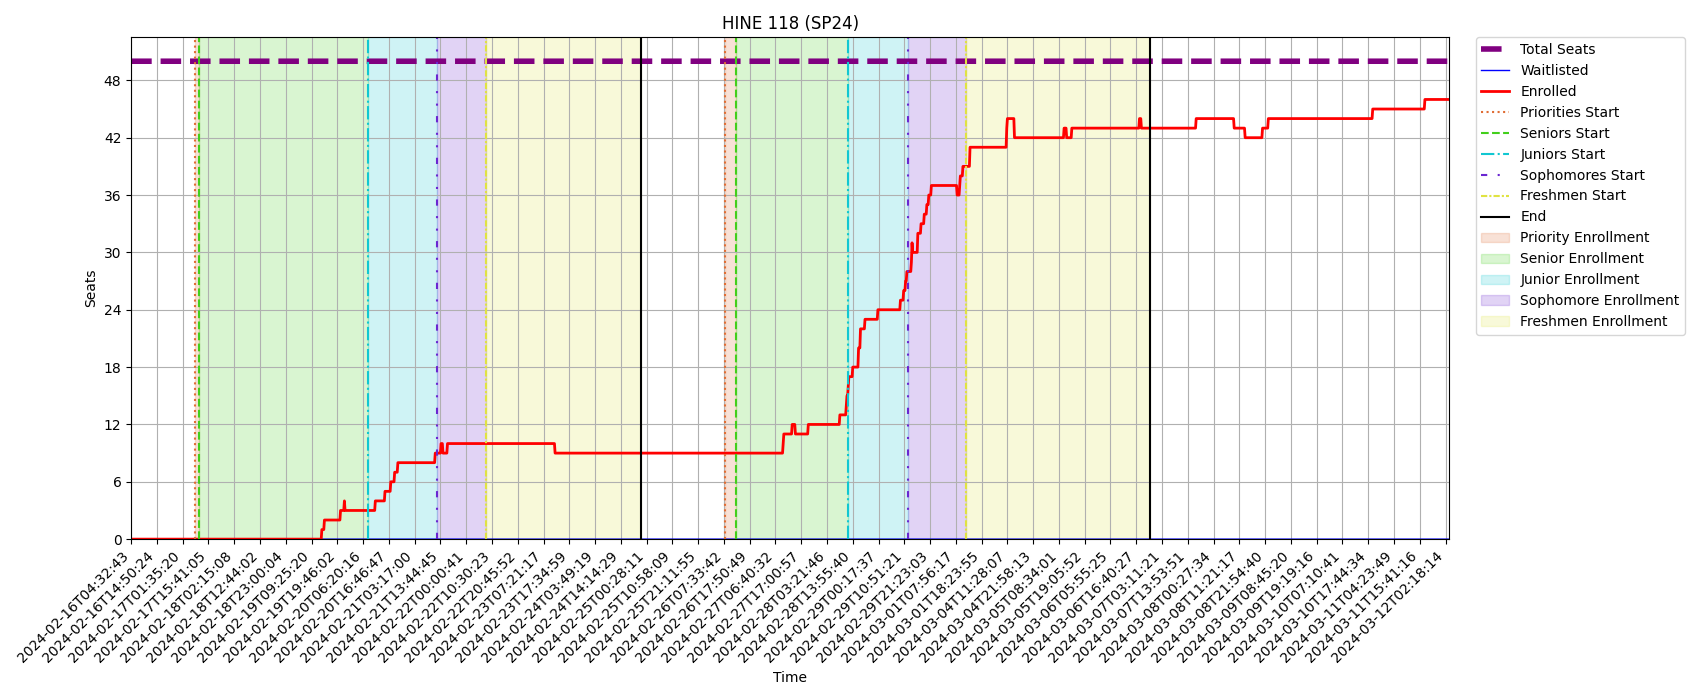 HINE 118 (SP24)
Total Seats
Waitlisted
Enrolled
Priorities Start
Seniors Start
Juniors Start
Sophomores Start
Freshmen Start
End
Priority Enrollment
Senior Enrollment
Junior Enrollment
Sophomore Enrollment
Freshmen Enrollment
Seats
48
42
36
30
24
18
12
6
0
2024-02-16T04:32:43
2024-02-16T14:50:24
2024-02-17T01:35:20
2024-02-17T15:41:05
2024-02-18T02:15:08
2024-02-18T12:44:02
2024-02-18T23:00:04
2024-02-19T09:25:20
2024-02-19T19:46:02
2024-02-20T06:20:16
2024-02-20T16:46:47
2024-02-21T03:17:00
2024-02-21T13:44:45
2024-02-22T00:00:41
2024-02-22T10:30:23
2024-02-22T20:45:52
2024-02-23T07:21:17
2024-02-23T17:34:59
2024-02-24T03:49:19
2024-02-24T14:14:29
2024-02-25T00:28:11
2024-02-25T10:58:09
2024-02-25T21:11:55
2024-02-26T07:33:42
2024-02-26T17:50:49
2024-02-27T06:40:32
2024-02-27T17:00:57
2024-02-28T03:21:46
2024-02-28T13:55:40
2024-02-29T00:17:37
2024-02-29T10:51:21
2024-02-29T21:23:03
2024-03-01T07:56:17
2024-03-01T18:23:55
2024-03-04T11:28:07
2024-03-04T21:58:13
2024-03-05T08:34:01
2024-03-05T19:05:52
2024-03-06T05:55:25
2024-03-06T16:40:27
2024-03-07T03:11:21
2024-03-07T13:53:51
2024-03-08T00:27:34
2024-03-08T11:21:17
2024-03-08T21:54:40
2024-03-09T08:45:20
2024-03-09T19:19:16
2024-03-10T07:10:41
2024-03-10T17:44:34
2024-03-11T04:23:49
2024-03-11T15:41:16
2024-03-12T02:18:14
Time